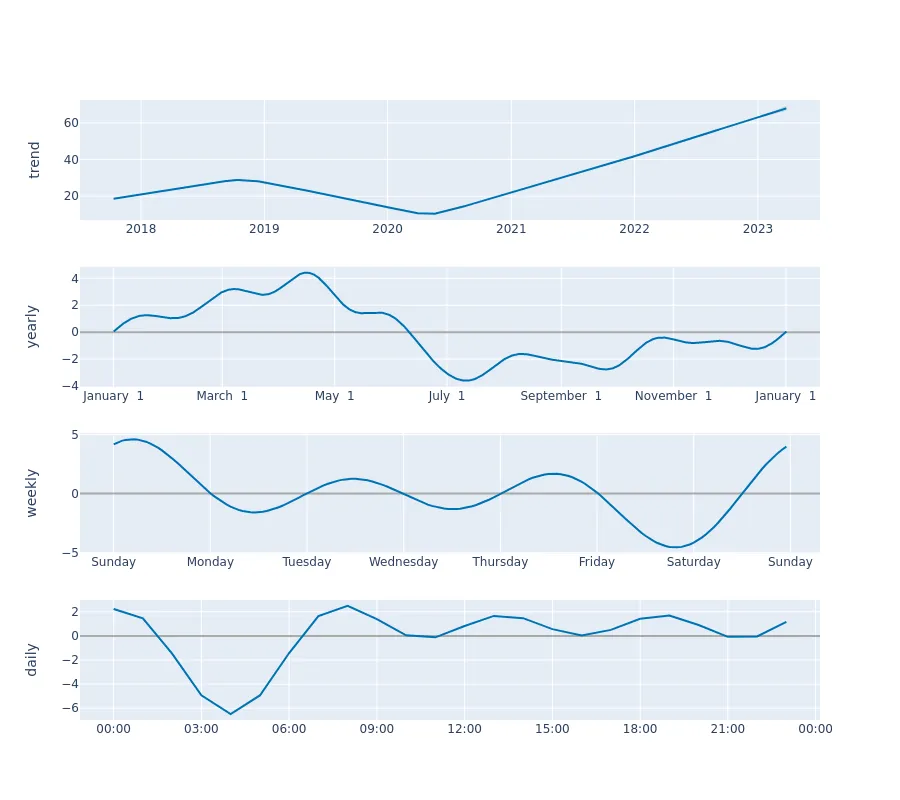 trend
60
40
20
2018 2019 2020 2021 2022 2023
yearly
4
2
0
−2
−4
January 1 March 1 May 1 July 1 September 1 November 1 January 1
weekly
5
0
−5
Sunday Monday Tuesday Wednesday Thursday Friday Saturday Sunday
daily
2
0
−2
−4
−6
00:00 03:00 06:00 09:00 12:00 15:00 18:00 21:00 00:00